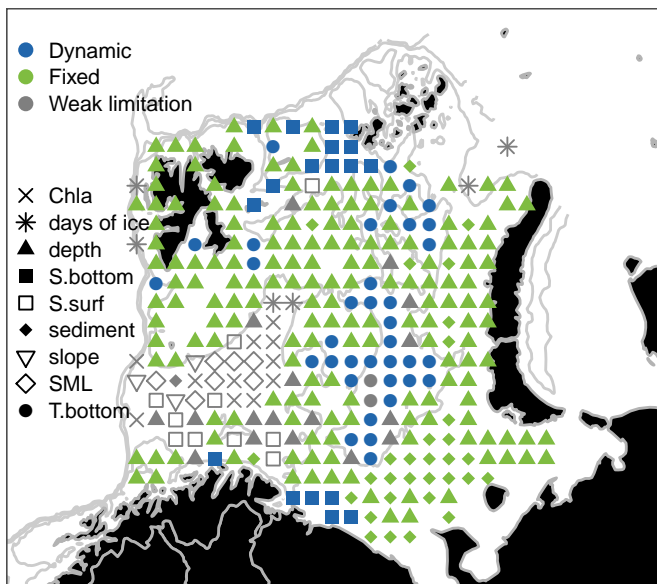 Dynamic
Fixed
Weak limitation
Chla
days of ice
depth
S.bottom
S.surf
sediment
slope
SML
T.bottom